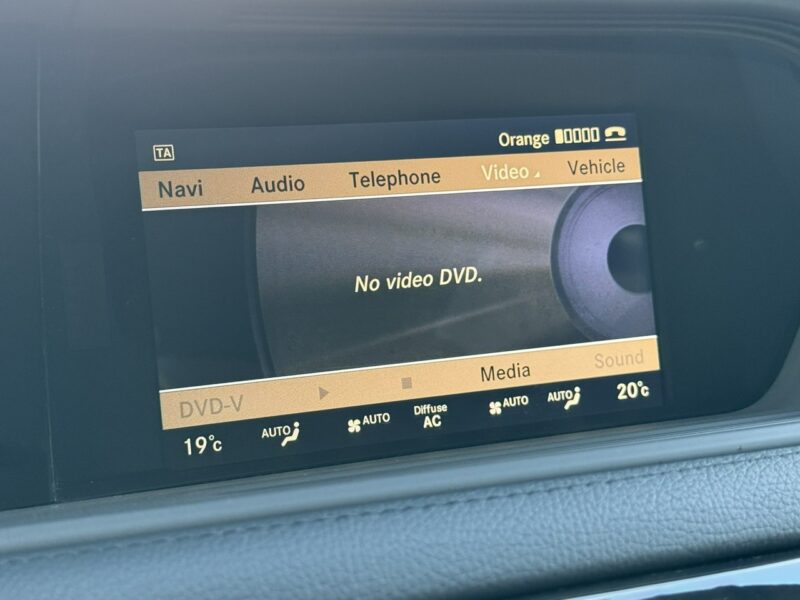 TA Orange
Navi Audio Telephone Video Vehicle
No video DVD.
DVD-V Media Sound
19°C AUTO AUTO Diffuse AC AUTO AUTO 20°C